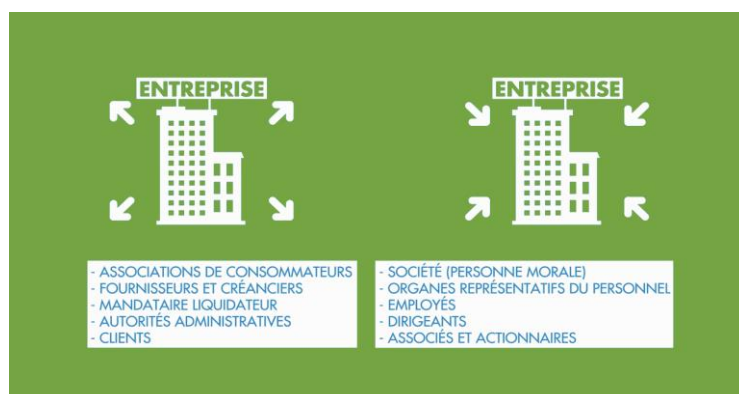 ENTREPRISE
- ASSOCIATIONS DE CONSOMMATEURS
- FOURNISSEURS ET CRÉANCIERS
- MANDATAIRE LIQUIDATEUR
- AUTORITÉS ADMINISTRATIVES
- CLIENTS
ENTREPRISE
- SOCIÉTÉ (PERSONNE MORALE)
- ORGANES REPRÉSENTATIFS DU PERSONNEL
- EMPLOYÉS
- DIRIGEANTS
- ASSOCIÉS ET ACTIONNAIRES